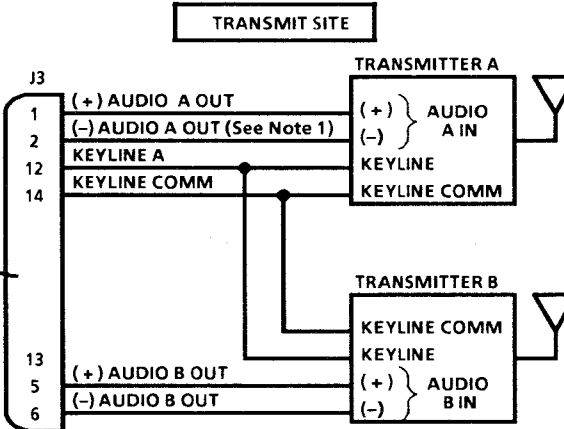 TRANSMIT SITE
TRANSMITTER A
J3
1 (+) AUDIO A OUT (+) AUDIO A IN
2 (−) AUDIO A OUT (See Note 1) (−)
12 KEYLINE A KEYLINE
14 KEYLINE COMM KEYLINE COMM
TRANSMITTER B
KEYLINE COMM
13 KEYLINE
5 (+) AUDIO B OUT (+) AUDIO B IN
6 (−) AUDIO B OUT (−)